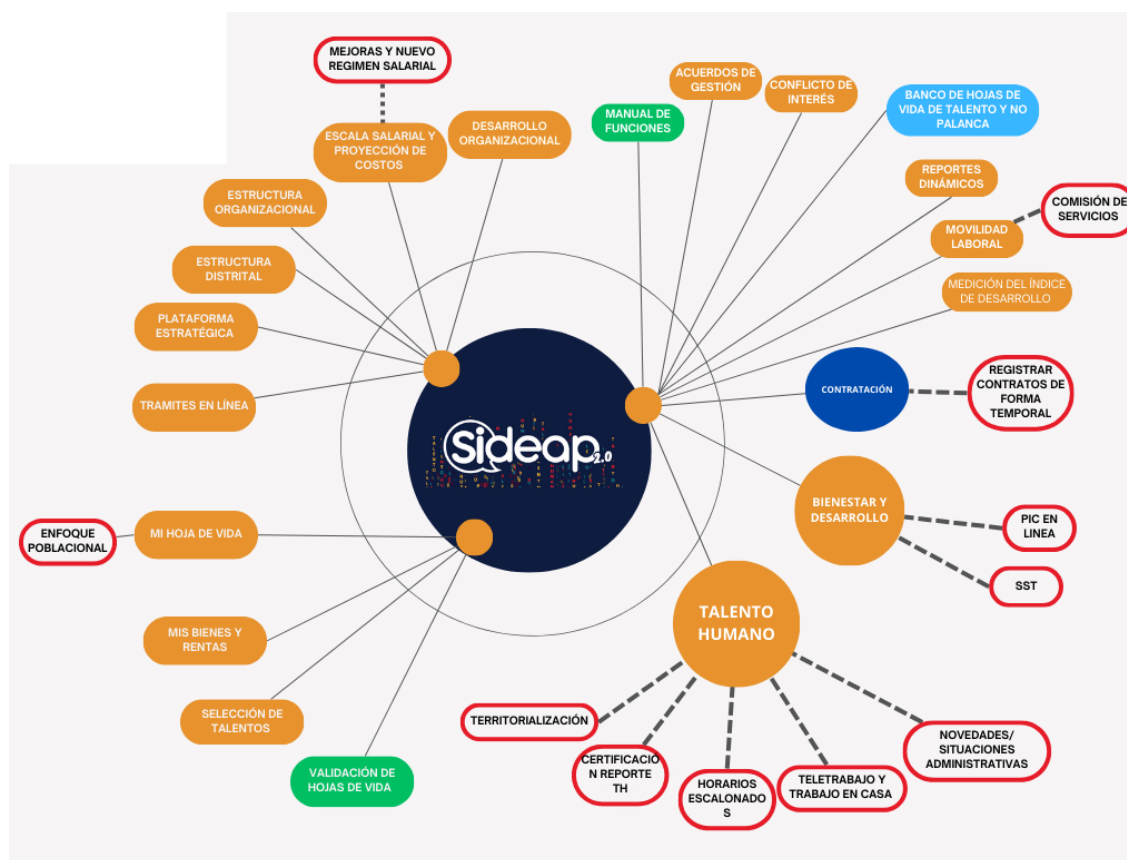 MEJORAS Y NUEVO
REGIMEN SALARIAL
ESCALA SALARIAL Y
PROYECCIÓN DE
COSTOS
DESARROLLO
ORGANIZACIONAL
ESTRUCTURA
ORGANIZACIONAL
ESTRUCTURA
DISTRITAL
PLATAFORMA
ESTRATÉGICA
TRAMITES EN LÍNEA
MANUAL DE
FUNCIONES
ACUERDOS DE
GESTIÓN
CONFLICTO DE
INTERÉS
BANCO DE HOJAS DE
VIDA DE TALENTO Y NO
PALANCA
REPORTES
DINÁMICOS
MOVILIDAD
LABORAL
COMISIÓN DE
SERVICIOS
MEDICIÓN DEL ÍNDICE
DE DESARROLLO
CONTRATACIÓN
REGISTRAR
CONTRATOS DE
FORMA
TEMPORAL
Sideap 2.0
BIENESTAR Y
DESARROLLO
PIC EN
LINEA
SST
ENFOQUE
POBLACIONAL
MI HOJA DE VIDA
MIS BIENES Y
RENTAS
SELECCIÓN DE
TALENTOS
VALIDACIÓN DE
HOJAS DE VIDA
TALENTO
HUMANO
TERRITORIALIZACIÓN
CERTIFICACIÓ
N REPORTE
TH
HORARIOS
ESCALONADO
S
TELETRABAJO Y
TRABAJO EN CASA
NOVEDADES/
SITUACIONES
ADMINISTRATIVAS